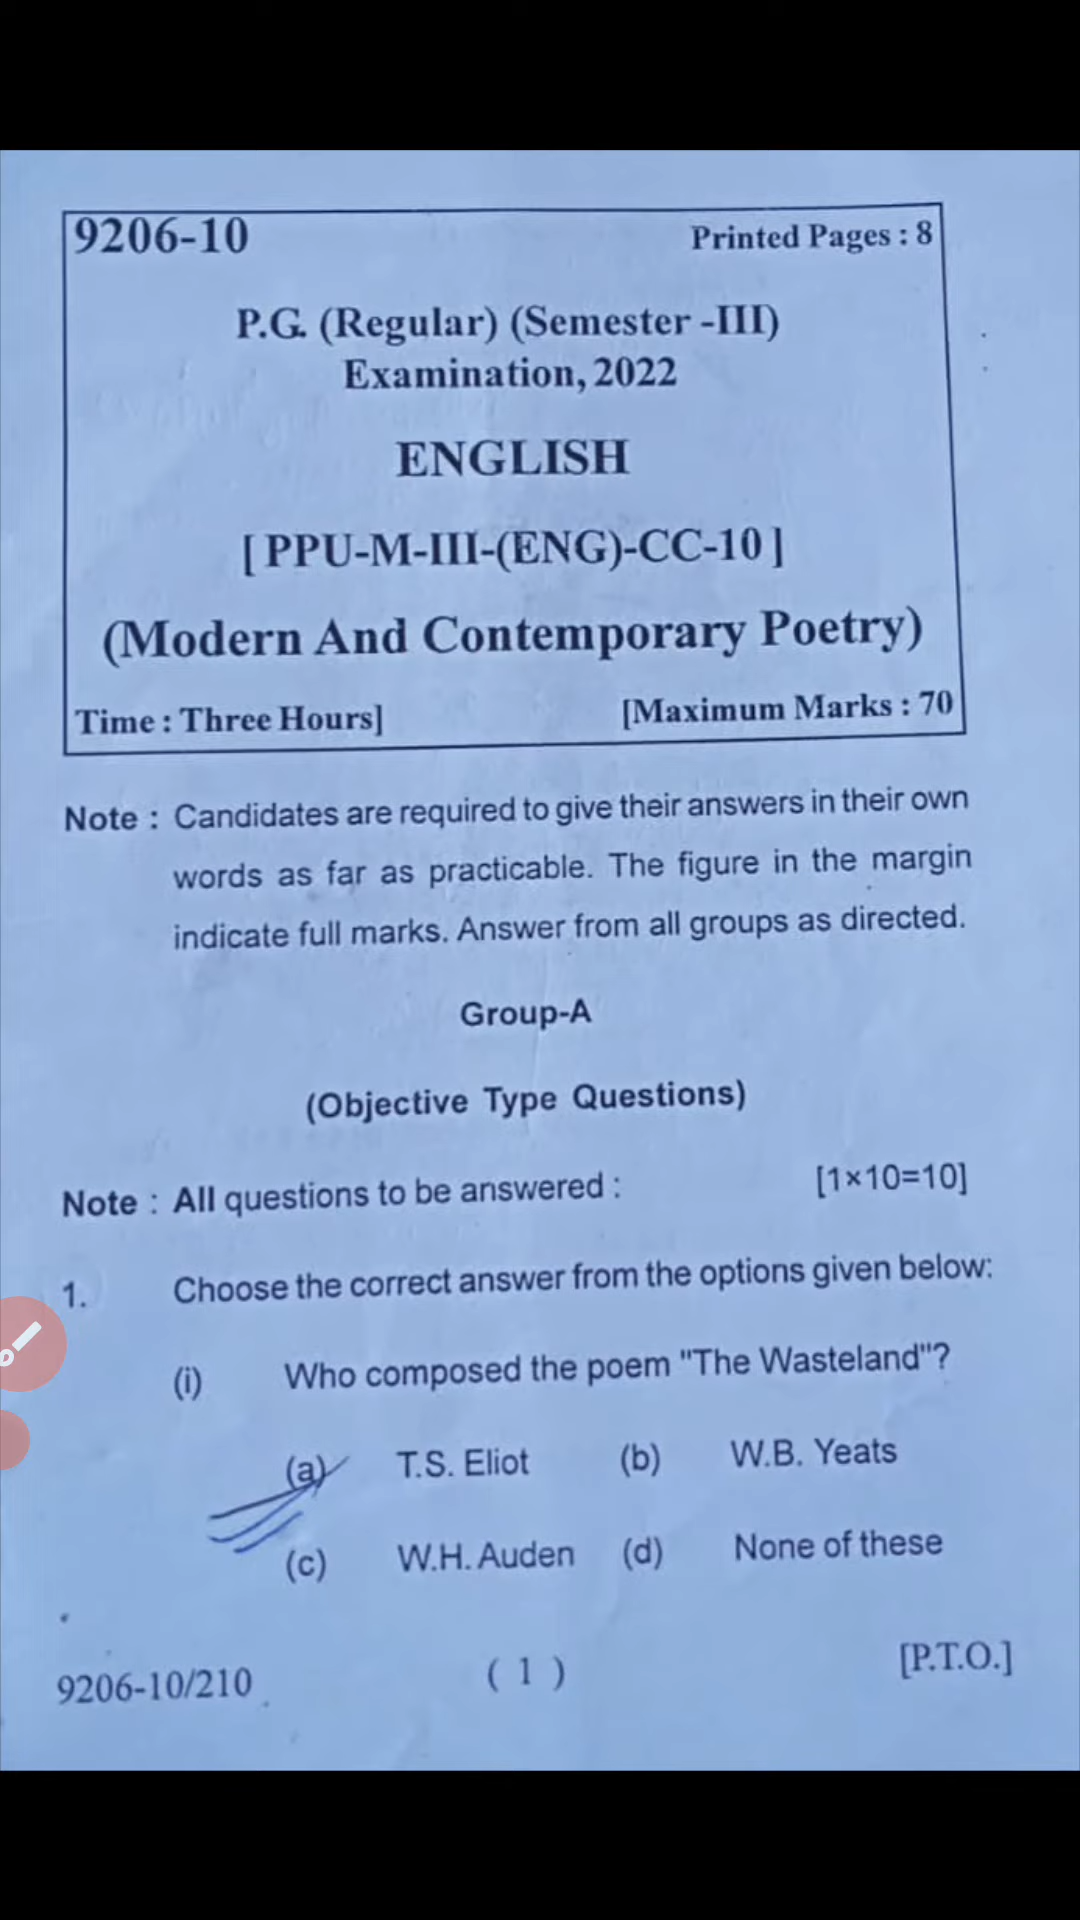 9206-10 Printed Pages : 8
P.G. (Regular) (Semester -III)
Examination, 2022
ENGLISH
[ PPU-M-III-(ENG)-CC-10 ]
(Modern And Contemporary Poetry)
Time : Three Hours] [Maximum Marks : 70
Note : Candidates are required to give their answers in their own
words as far as practicable. The figure in the margin
indicate full marks. Answer from all groups as directed.
Group-A
(Objective Type Questions)
Note : All questions to be answered : [1×10=10]
1. Choose the correct answer from the options given below:
(i) Who composed the poem "The Wasteland"?
(a) T.S. Eliot (b) W.B. Yeats
(c) W.H. Auden (d) None of these
9206-10/210 ( 1 ) [P.T.O.]